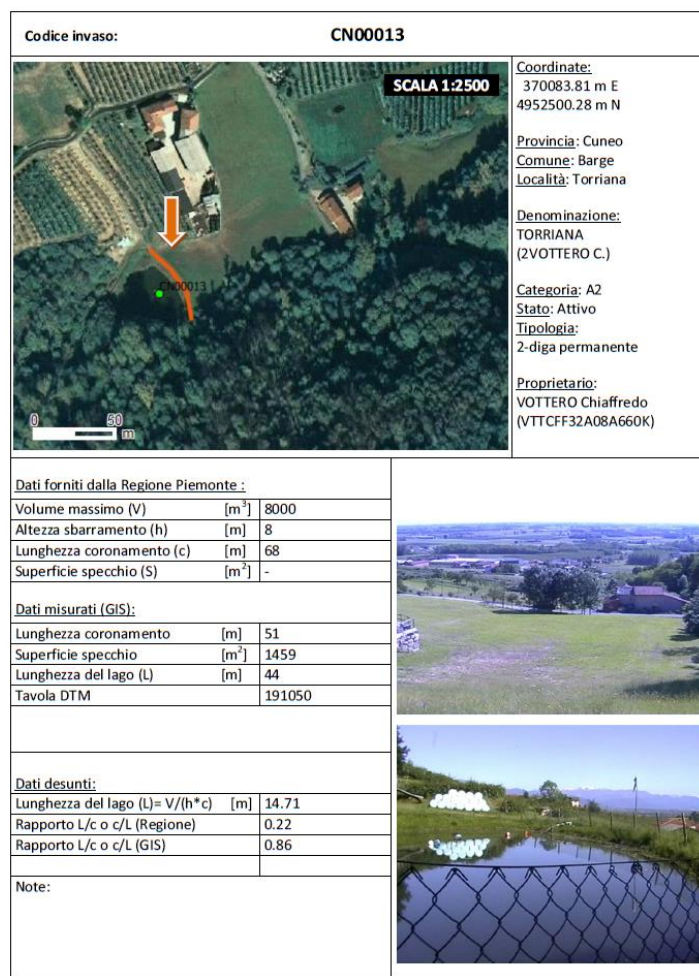 Codice invaso: CN00013
SCALA 1:2500
CN00013
0 50
m
Coordinate:
370083.81 m E
4952500.28 m N
Provincia: Cuneo
Comune: Barge
Località: Torriana
Denominazione:
TORRIANA
(2VOTTERO C.)
Categoria: A2
Stato: Attivo
Tipologia:
2-diga permanente
Proprietario:
VOTTERO Chiaffredo
(VTTCFF32A08A660K)
Dati forniti dalla Regione Piemonte :
Volume massimo (V) [m³] 8000
Altezza sbarramento (h) [m] 8
Lunghezza coronamento (c) [m] 68
Superficie specchio (S) [m²] -
Dati misurati (GIS):
Lunghezza coronamento [m] 51
Superficie specchio [m²] 1459
Lunghezza del lago (L) [m] 44
Tavola DTM 191050
Dati desunti:
Lunghezza del lago (L)= V/(h*c) [m] 14.71
Rapporto L/c o c/L (Regione) 0.22
Rapporto L/c o c/L (GIS) 0.86
Note: